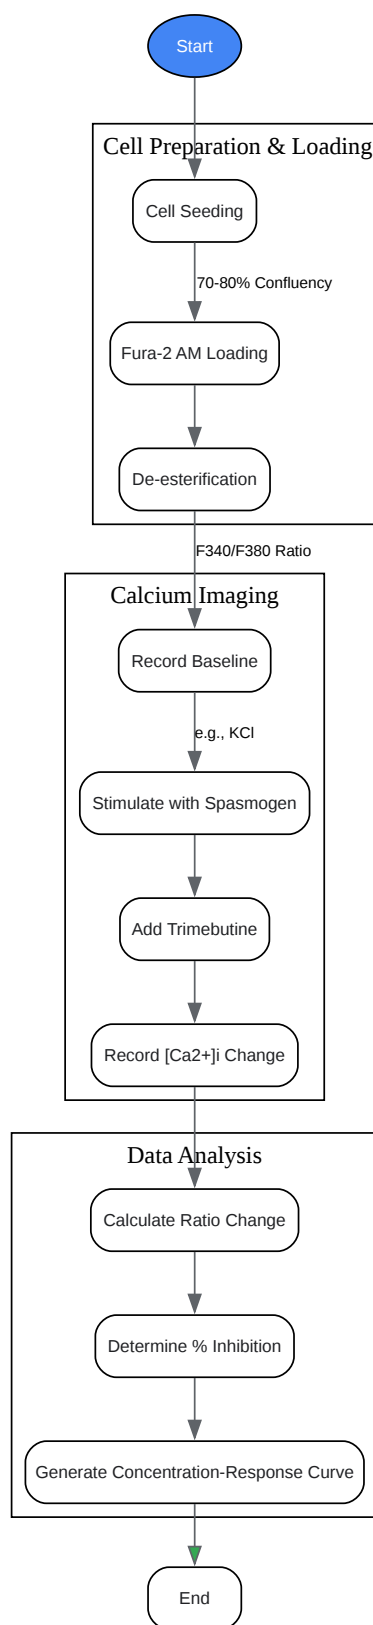 Start
Cell Preparation & Loading
Cell Seeding
70-80% Confluency
Fura-2 AM Loading
De-esterification
F340/F380 Ratio
Calcium Imaging
Record Baseline
e.g., KCl
Stimulate with Spasmogen
Add Trimebutine
Record [Ca2+]i Change
Data Analysis
Calculate Ratio Change
Determine % Inhibition
Generate Concentration-Response Curve
End